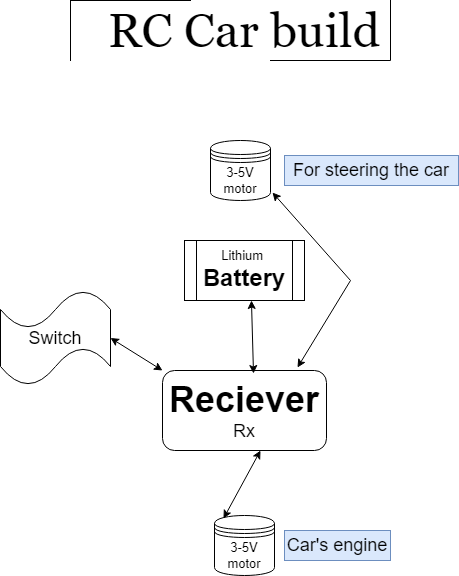 RC Car build
3-5V
motor
For steering the car
Lithium
Battery
Switch
Reciever
Rx
3-5V
motor
Car's engine